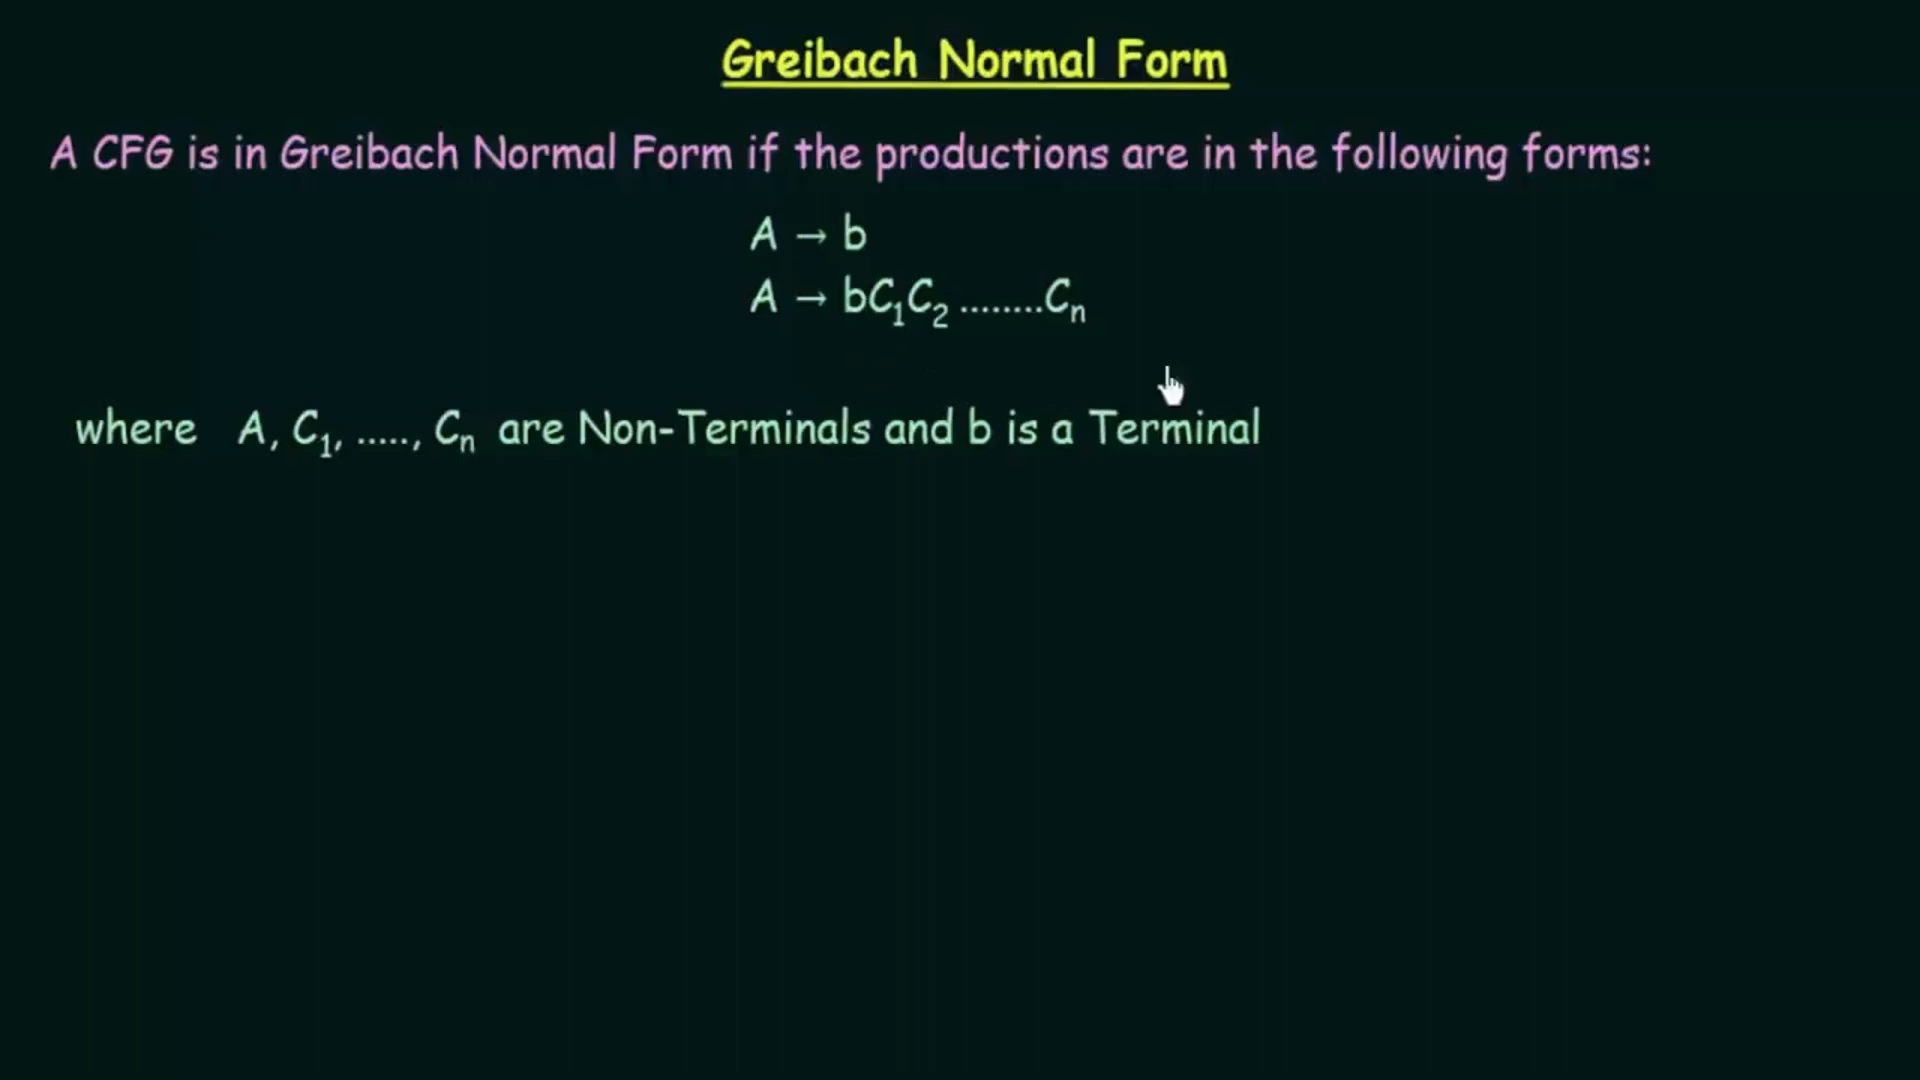 Greibach Normal Form
A CFG is in Greibach Normal Form if the productions are in the following forms:
A → b
A → bC₁C₂ ........Cₙ
where A, C₁, ....., Cₙ are Non-Terminals and b is a Terminal